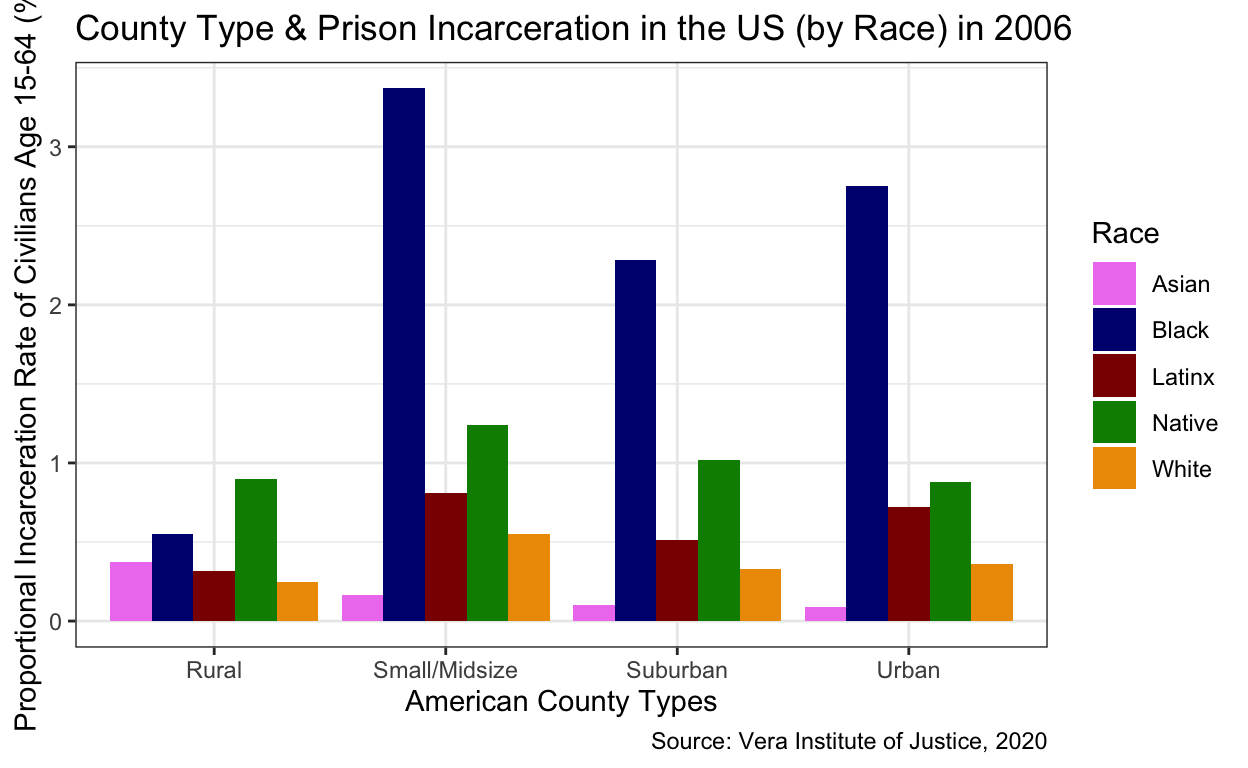 County Type & Prison Incarceration in the US (by Race) in 2006
Proportional Incarceration Rate of Civilians Age 15-64 (%
3
2
1
0
Rural
Small/Midsize
Suburban
Urban
American County Types
Source: Vera Institute of Justice, 2020
Race
Asian
Black
Latinx
Native
White